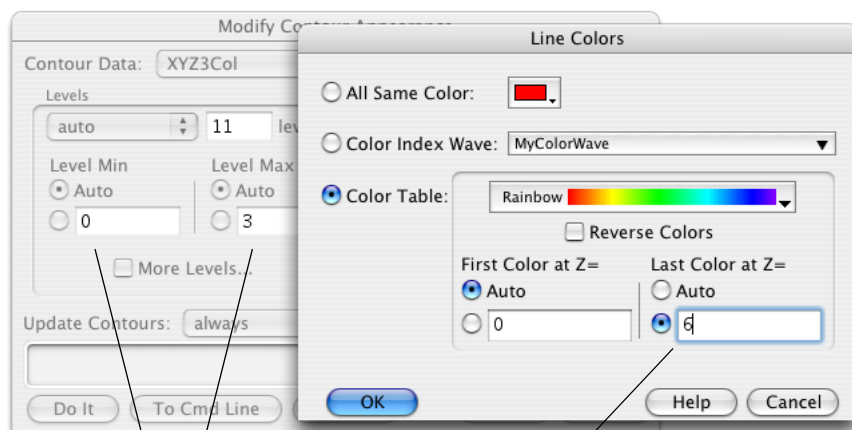 Modify Contour Appearance
Contour Data: XYZ3Col
Levels
auto 11 lev
Level Min Level Max
Auto Auto
0 3
More Levels...
Update Contours: always
Do It To Cmd Line
Line Colors
All Same Color:
Color Index Wave: MyColorWave
Color Table: Rainbow
Reverse Colors
First Color at Z= Last Color at Z=
Auto Auto
0 6
OK Help Cancel